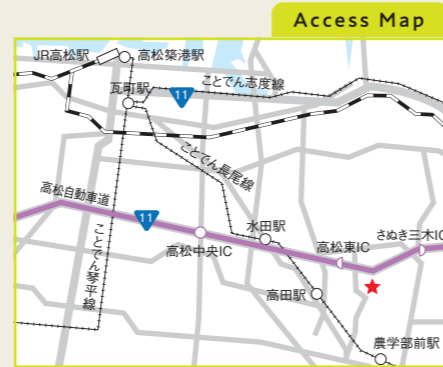 Access Map
JR高松駅
高松築港駅
ことでん志度線
11
瓦町駅
ことでん長尾線
高松自動車道
11
水田駅
さぬき三木IC
高松中央IC
高松東IC
ことでん琴平線
高田駅
農学部前駅